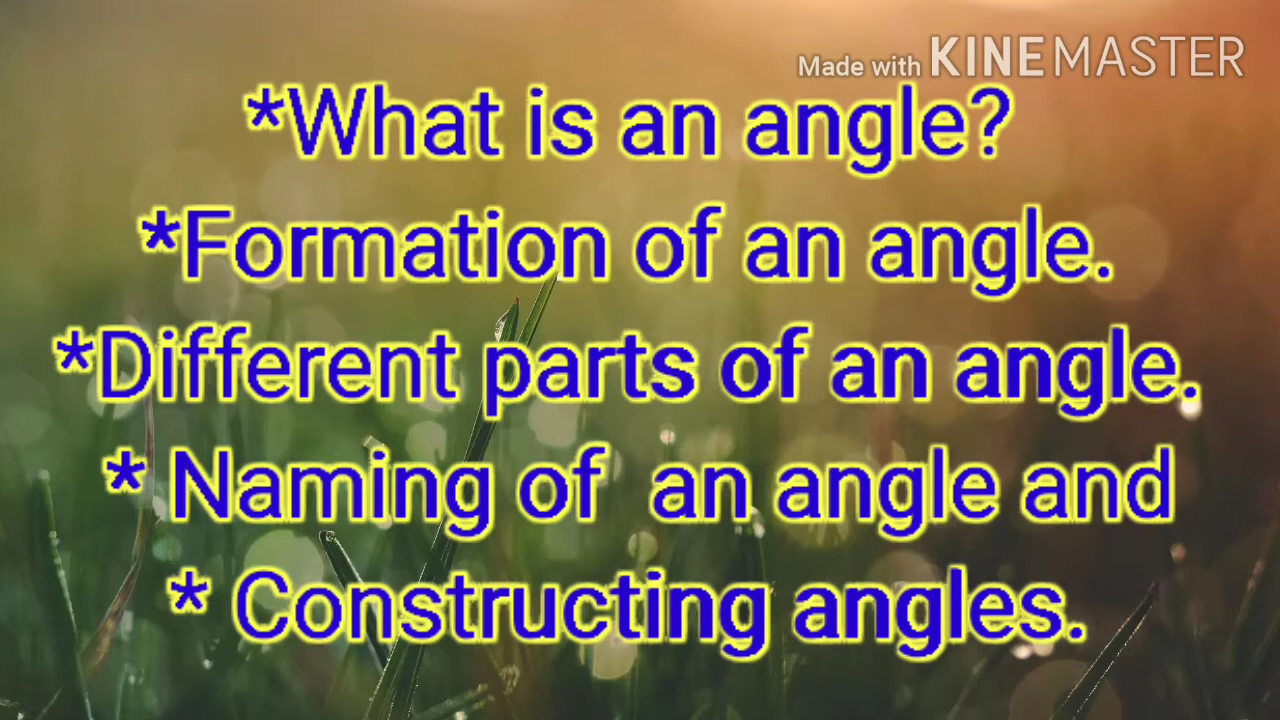 Made with KINEMASTER
*What is an angle?
*Formation of an angle.
*Different parts of an angle.
* Naming of  an angle and
* Constructing angles.